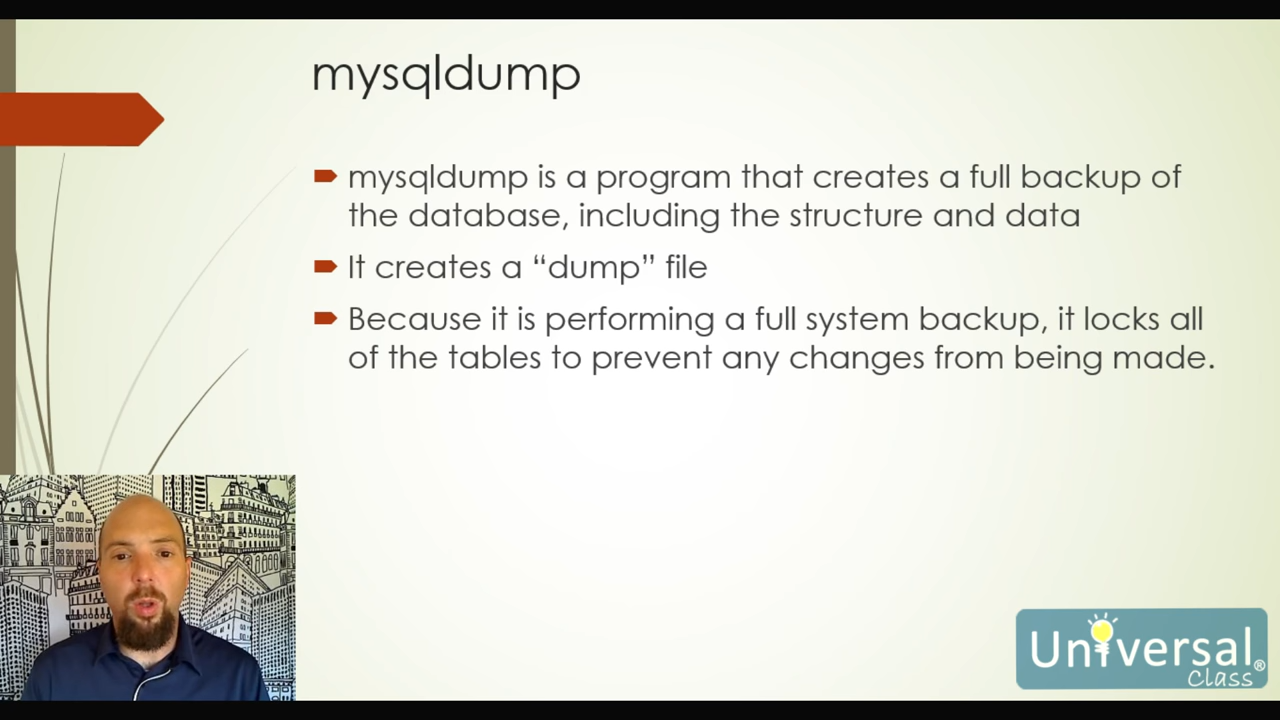 mysqldump
mysqldump is a program that creates a full backup of
the database, including the structure and data
It creates a “dump” file
Because it is performing a full system backup, it locks all
of the tables to prevent any changes from being made.
Universal®
Class